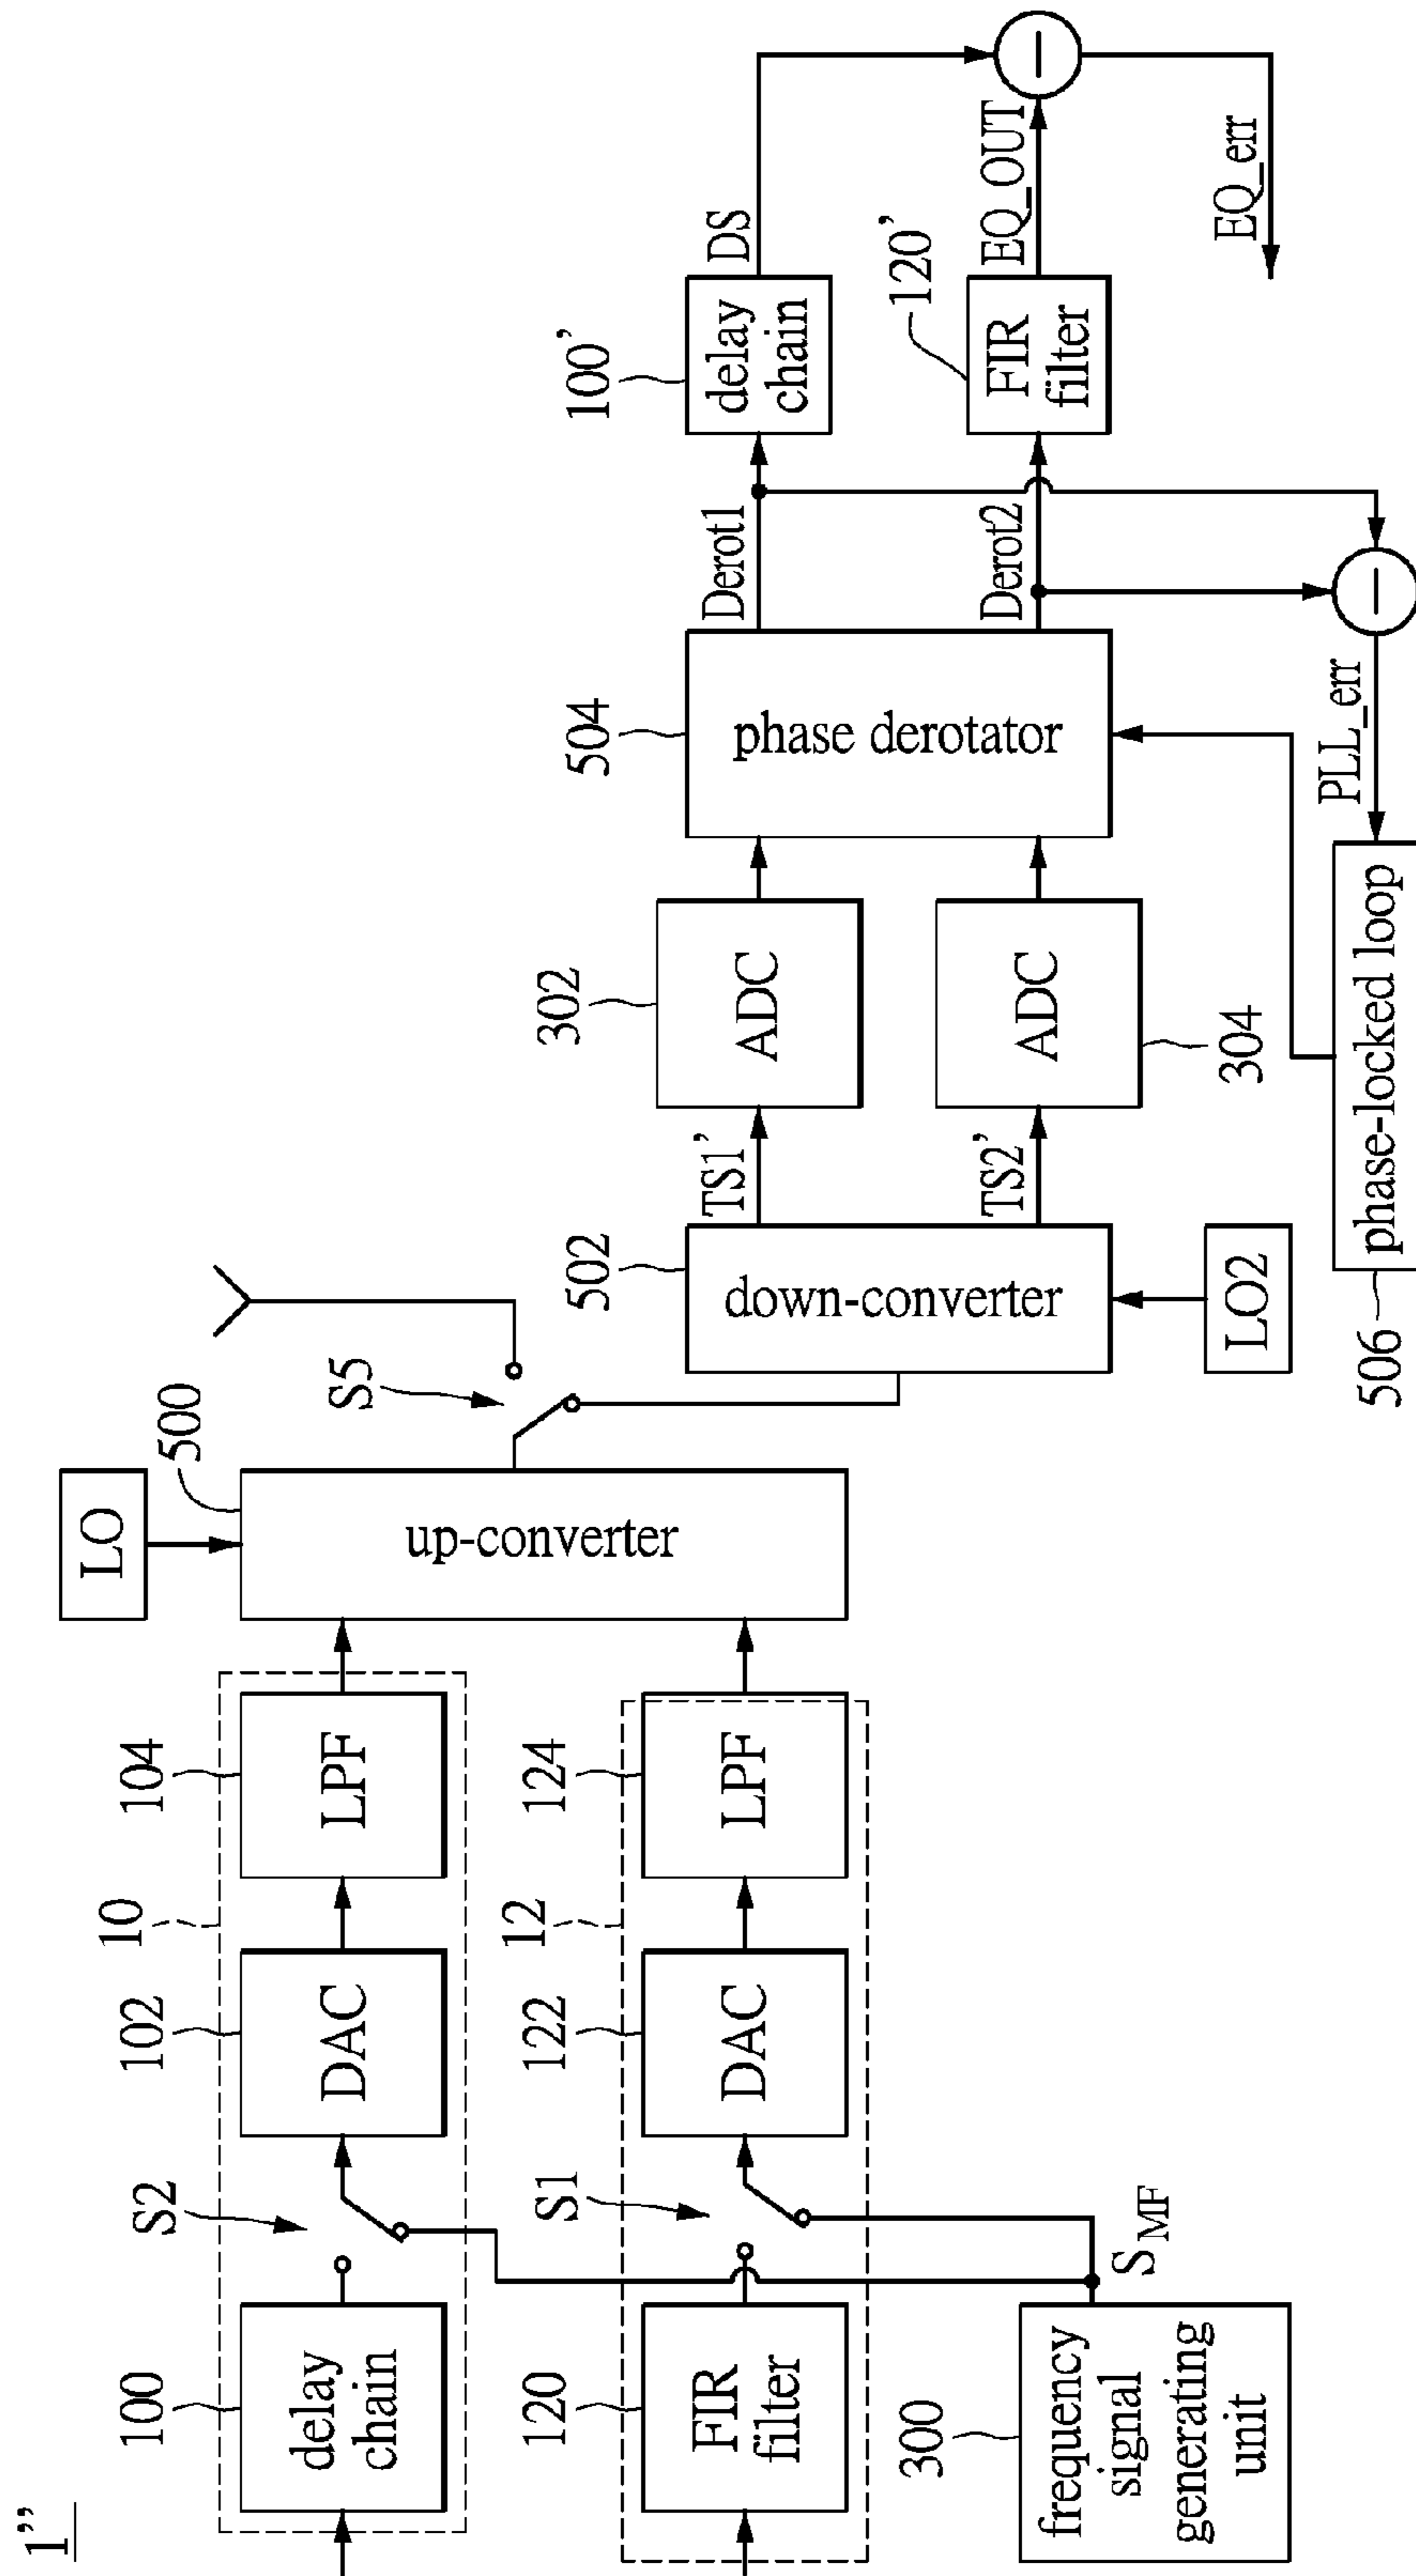 1”
100
delay
chain
S2
102
DAC
10
104
LPF
LO
500
up-converter
S5
120
FIR
filter
S1
122
DAC
12
124
LPF
300
frequency
signal
generating
unit
SMF
502
down-converter
LO2
TS1’
TS2’
302
ADC
ADC
304
504
phase derotator
Derot1
Derot2
100’
delay
chain
DS
120’
FIR
filter
EQ_OUT
EQ_err
PLL_err
phase-locked loop
506